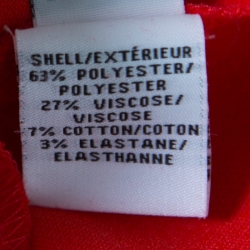 SHELL/EXTÉRIEUR
63% POLYESTER/
POLYESTER
27% VISCOSE/
VISCOSE
7% COTTON/COTON
3% ELASTANE/
ELASTHANNE